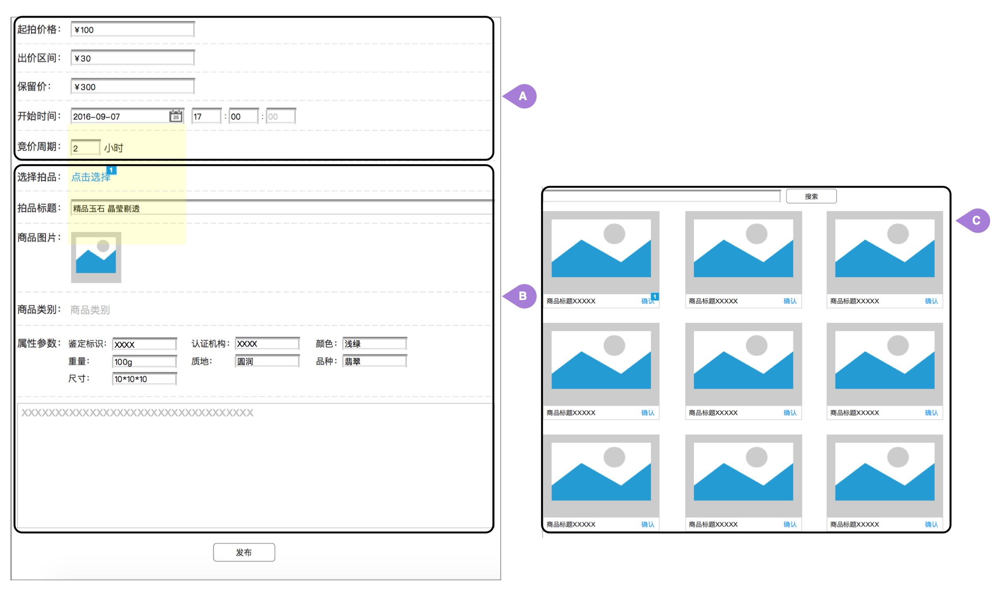 起拍价格： ￥100
出价区间： ￥30
保留价： ￥300
开始时间： 2016-09-07 25 17 : 00 : 00
竞价周期： 2 小时
选择拍品： 点击选择 1
拍品标题： 精品玉石 晶莹剔透
商品图片：
商品类别： 商品类别
属性参数： 鉴定标识： XXXX 认证机构： XXXX 颜色： 浅绿
重量： 100g 质地： 圆润 品种： 翡翠
尺寸： 10*10*10
XXXXXXXXXXXXXXXXXXXXXXXXXXXXXXXXXX
发布
A
B
搜索
C
商品标题XXXXX 确认 1 商品标题XXXXX 确认 商品标题XXXXX 确认
商品标题XXXXX 确认 商品标题XXXXX 确认 商品标题XXXXX 确认
商品标题XXXXX 确认 商品标题XXXXX 确认 商品标题XXXXX 确认